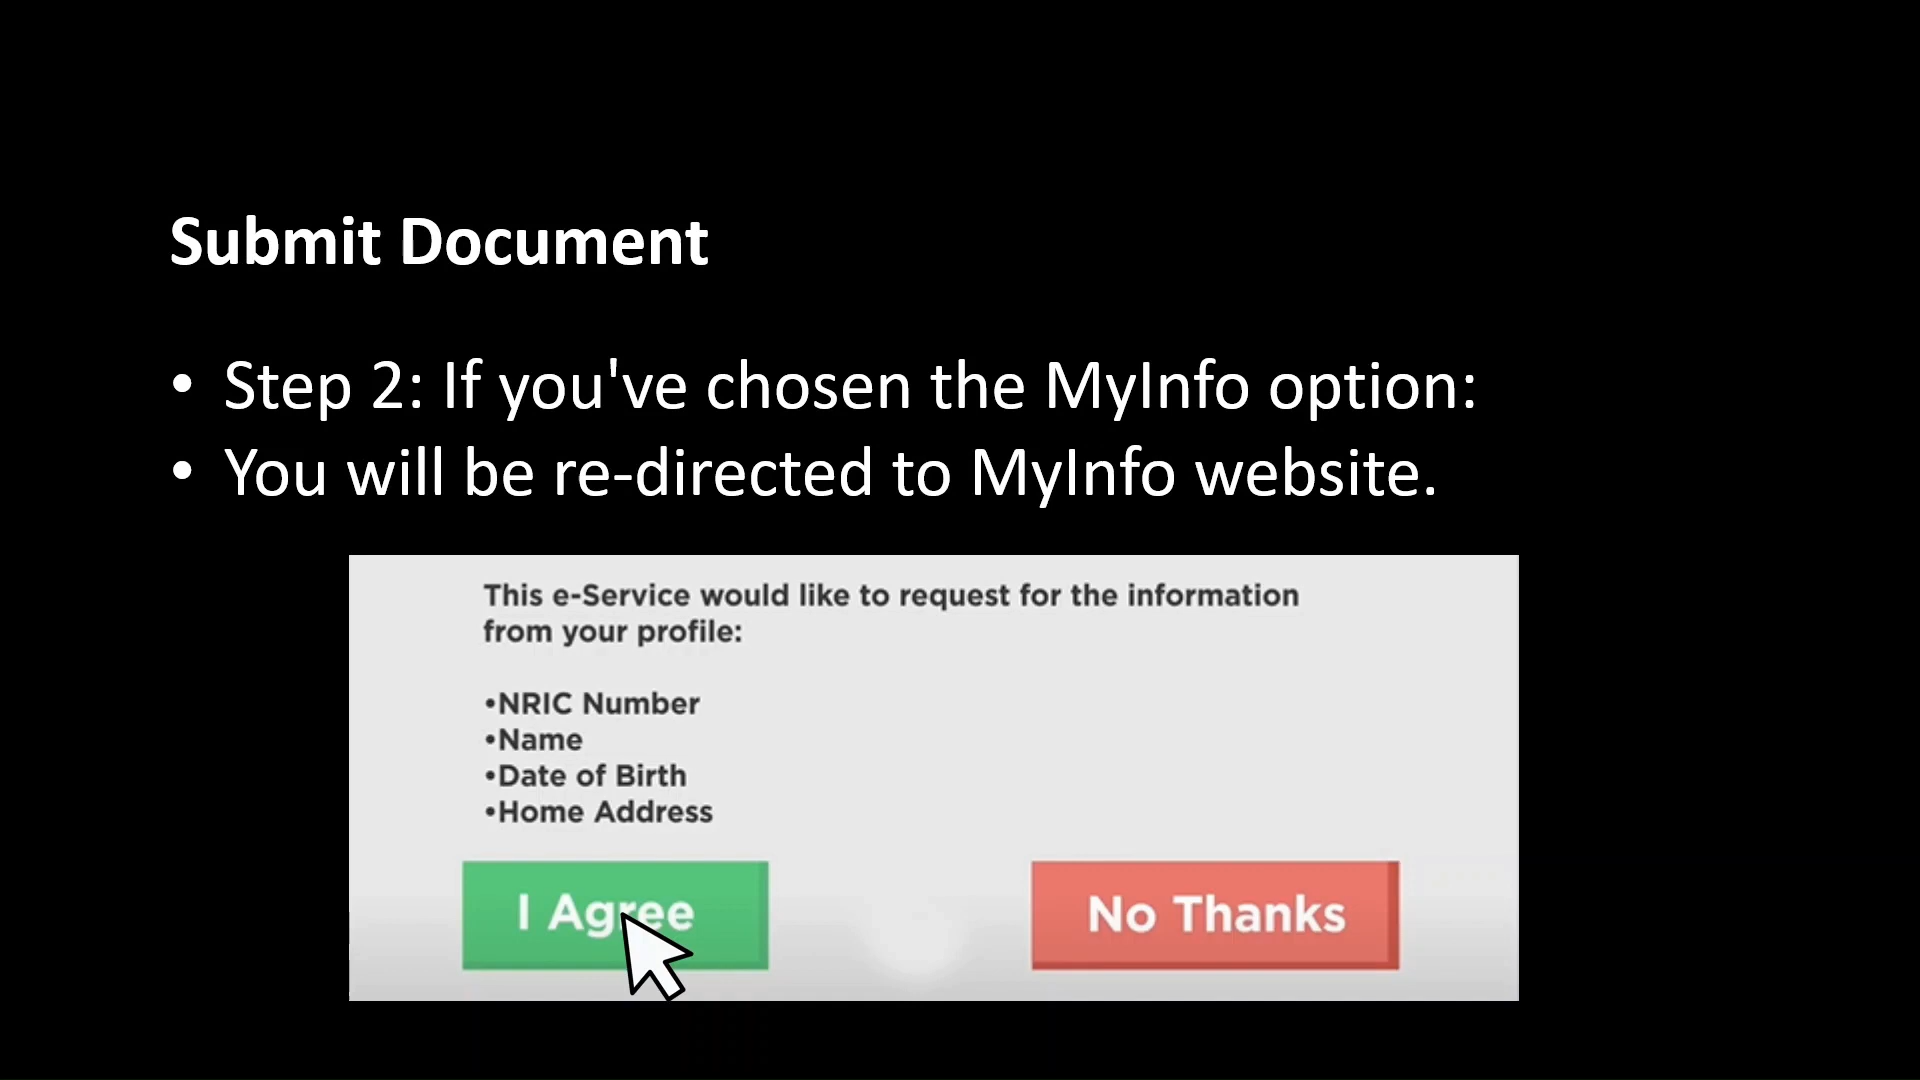 Submit Document
• Step 2: If you've chosen the MyInfo option:
• You will be re-directed to MyInfo website.
This e-Service would like to request for the information
from your profile:
•NRIC Number
•Name
•Date of Birth
•Home Address
I Agree
No Thanks